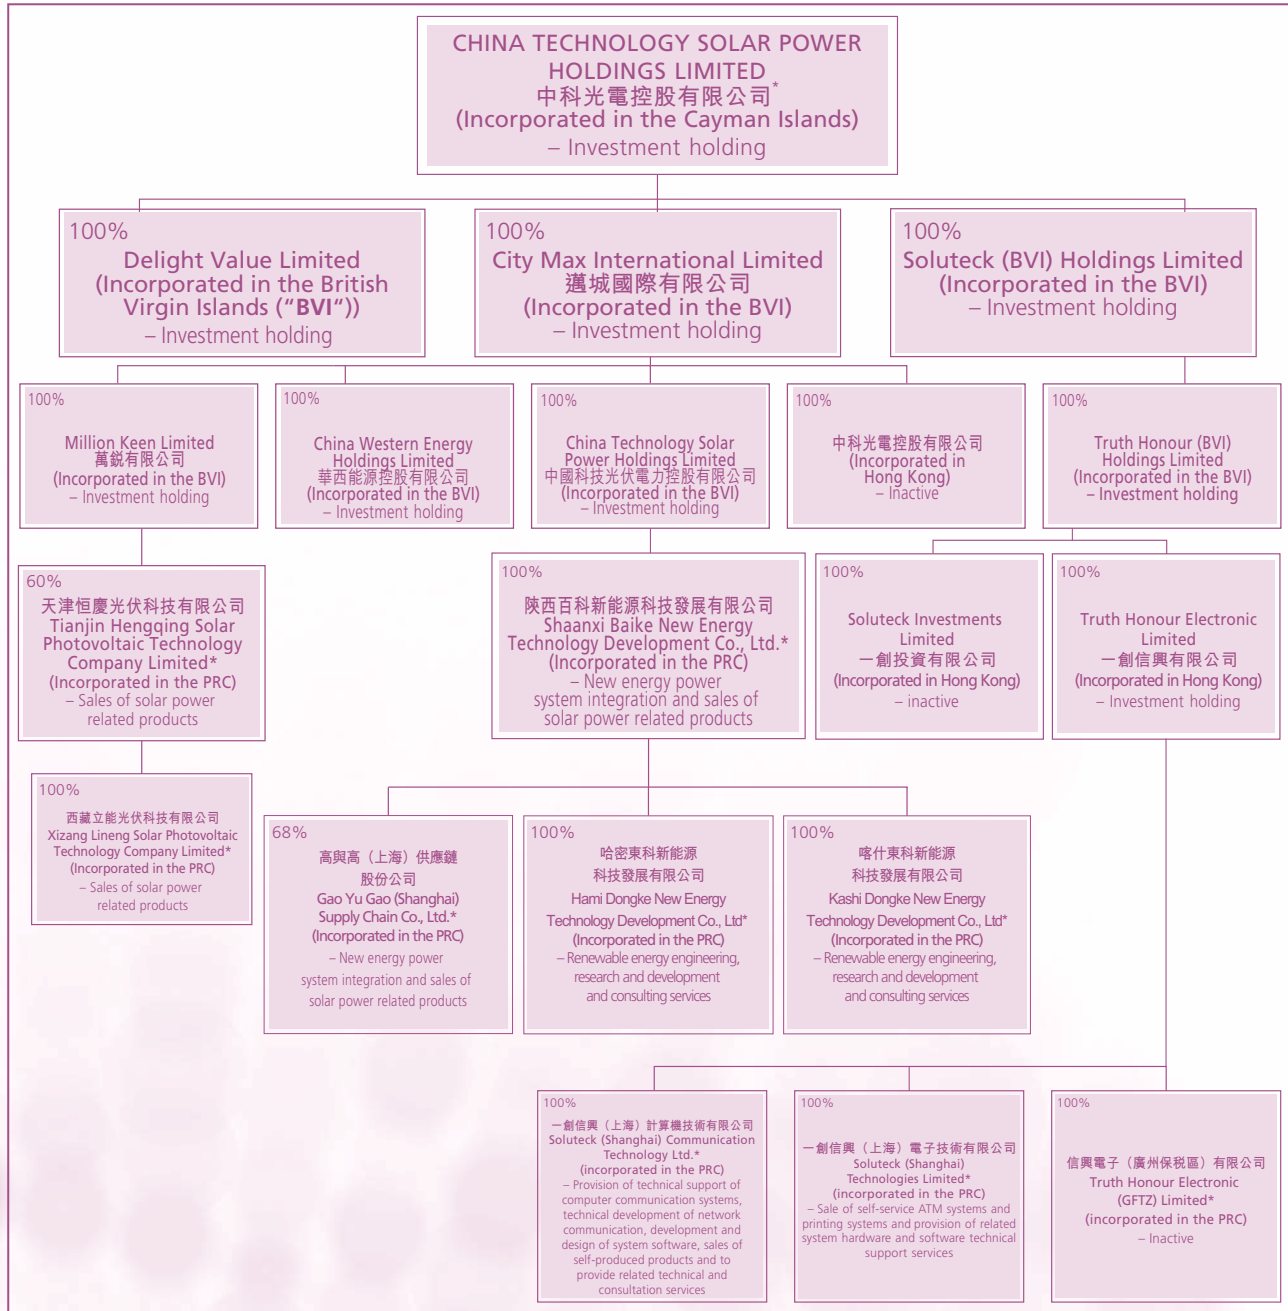 CHINA TECHNOLOGY SOLAR POWER
HOLDINGS LIMITED
中科光電控股有限公司*
(Incorporated in the Cayman Islands)
– Investment holding
100%
Delight Value Limited
(Incorporated in the British
Virgin Islands (“BVI“))
– Investment holding
100%
City Max International Limited
邁城國際有限公司
(Incorporated in the BVI)
– Investment holding
100%
Soluteck (BVI) Holdings Limited
(Incorporated in the BVI)
– Investment holding
100%
Million Keen Limited
萬鋭有限公司
(Incorporated in the BVI)
– Investment holding
100%
China Western Energy
Holdings Limited
華西能源控股有限公司
(Incorporated in the BVI)
– Investment holding
100%
China Technology Solar
Power Holdings Limited
中國科技光伏電力控股有限公司
(Incorporated in the BVI)
– Investment holding
100%
中科光電控股有限公司
(Incorporated in
Hong Kong)
– Inactive
100%
Truth Honour (BVI)
Holdings Limited
(Incorporated in the BVI)
– Investment holding
60%
天津恒慶光伏科技有限公司
Tianjin Hengqing Solar
Photovoltaic Technology
Company Limited*
(Incorporated in the PRC)
– Sales of solar power
related products
100%
陝西百科新能源科技發展有限公司
Shaanxi Baike New Energy
Technology Development Co., Ltd.*
(Incorporated in the PRC)
– New energy power
system integration and sales of
solar power related products
100%
Soluteck Investments
Limited
一創投資有限公司
(Incorporated in Hong Kong)
– inactive
100%
Truth Honour Electronic
Limited
一創信興有限公司
(Incorporated in Hong Kong)
– Investment holding
100%
西藏立能光伏科技有限公司
Xizang Lineng Solar Photovoltaic
Technology Company Limited*
(Incorporated in the PRC)
– Sales of solar power
related products
68%
高與高（上海）供應鏈
股份公司
Gao Yu Gao (Shanghai)
Supply Chain Co., Ltd.*
(Incorporated in the PRC)
– New energy power
system integration and sales of
solar power related products
100%
哈密東科新能源
科技發展有限公司
Hami Dongke New Energy
Technology Development Co., Ltd*
(Incorporated in the PRC)
– Renewable energy engineering,
research and development
and consulting services
100%
喀什東科新能源
科技發展有限公司
Kashi Dongke New Energy
Technology Development Co., Ltd*
(Incorporated in the PRC)
– Renewable energy engineering,
research and development
and consulting services
100%
一創信興（上海）計算機技術有限公司
Soluteck (Shanghai) Communication
Technology Ltd.*
(incorporated in the PRC)
– Provision of technical support of
computer communication systems,
technical development of network
communication, development and
design of system software, sales of
self-produced products and to
provide related technical and
consultation services
100%
一創信興（上海）電子技術有限公司
Soluteck (Shanghai)
Technologies Limited*
(incorporated in the PRC)
– Sale of self-service ATM systems and
printing systems and provision of related
system hardware and software technical
support services
100%
信興電子（廣州保税區）有限公司
Truth Honour Electronic
(GFTZ) Limited*
(incorporated in the PRC)
– Inactive